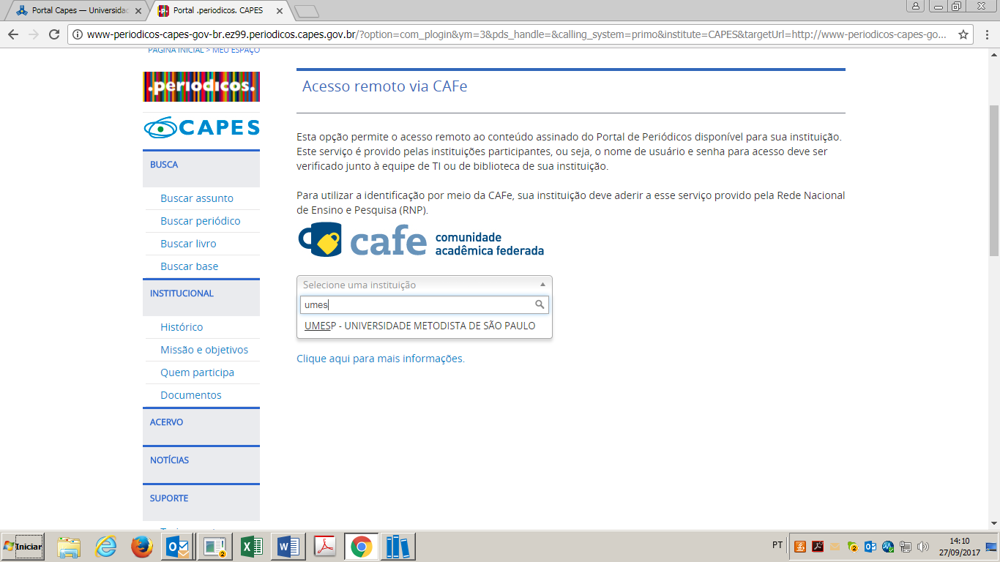 Portal Capes — Universidad
Portal .periodicos. CAPES
www-periodicos-capes-gov-br.ez99.periodicos.capes.gov.br/?option=com_plogin&ym=3&pds_handle=&calling_system=primo&institute=CAPES&targetUrl=http://www-periodicos-capes-go...
PÁGINA INICIAL > MEU ESPAÇO
.periodicos.
CAPES
BUSCA
Buscar assunto
Buscar periódico
Buscar livro
Buscar base
INSTITUCIONAL
Histórico
Missão e objetivos
Quem participa
Documentos
ACERVO
NOTÍCIAS
SUPORTE
Acesso remoto via CAFe
Esta opção permite o acesso remoto ao conteúdo assinado do Portal de Periódicos disponível para sua instituição.
Este serviço é provido pelas instituições participantes, ou seja, o nome de usuário e senha para acesso deve ser
verificado junto à equipe de TI ou de biblioteca de sua instituição.
Para utilizar a identificação por meio da CAFe, sua instituição deve aderir a esse serviço provido pela Rede Nacional
de Ensino e Pesquisa (RNP).
cafe comunidade
acadêmica federada
Selecione uma instituição
umes
UMESP - UNIVERSIDADE METODISTA DE SÃO PAULO
Clique aqui para mais informações.
Iniciar
2
PT
2
14:10
27/09/2017